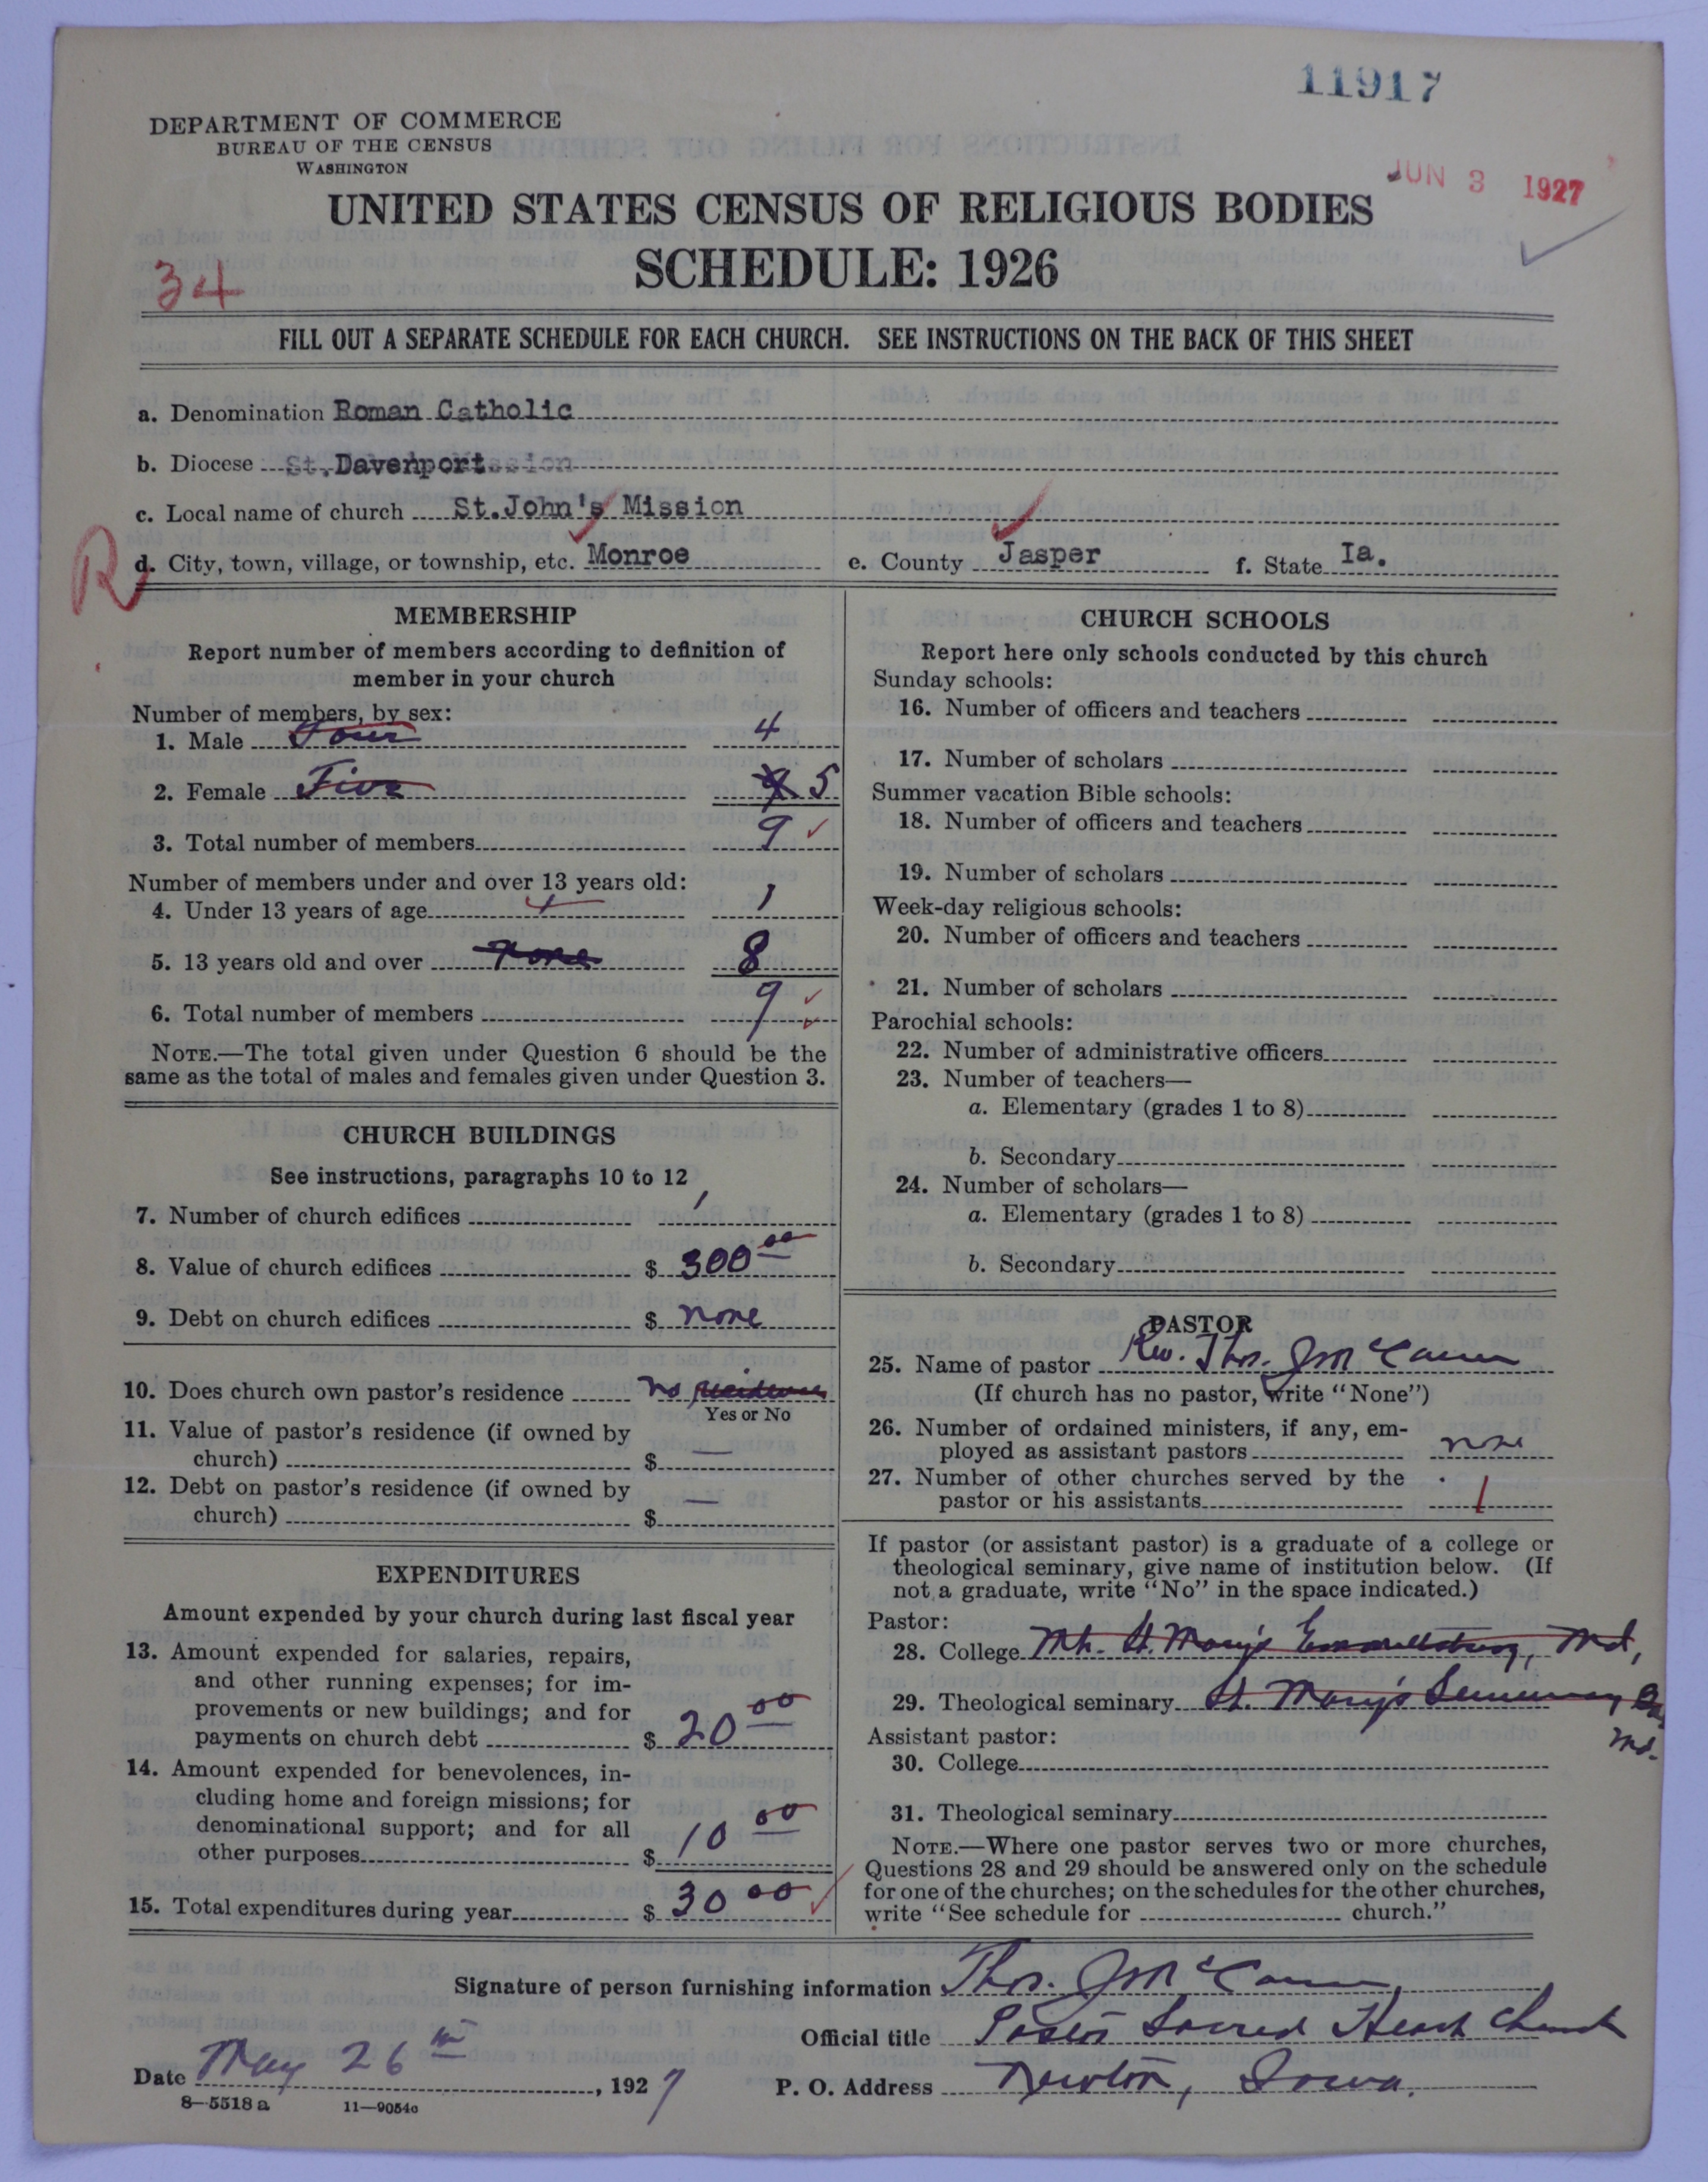 11917
DEPARTMENT OF COMMERCE
BUREAU OF THE CENSUS
WASHINGTON
JUN 3 1927
UNITED STATES CENSUS OF RELIGIOUS BODIES
SCHEDULE: 1926
34
FILL OUT A SEPARATE SCHEDULE FOR EACH CHURCH. SEE INSTRUCTIONS ON THE BACK OF THIS SHEET
a. Denomination Roman Catholic
b. Diocese St. Davenport
c. Local name of church St.John's Mission
R
d. City, town, village, or township, etc. Monroe e. County Jasper f. State Ia.
MEMBERSHIP
Report number of members according to definition of
member in your church
Number of members, by sex:
1. Male Four 4
2. Female Five 5
3. Total number of members 9
Number of members under and over 13 years old:
4. Under 13 years of age 1
5. 13 years old and over none 8
6. Total number of members 9
NOTE.—The total given under Question 6 should be the
same as the total of males and females given under Question 3.
CHURCH BUILDINGS
See instructions, paragraphs 10 to 12
7. Number of church edifices 1
8. Value of church edifices $ 300 00
9. Debt on church edifices $ none
10. Does church own pastor's residence no residence
Yes or No
11. Value of pastor's residence (if owned by
church) $ —
12. Debt on pastor's residence (if owned by
church) $ —
EXPENDITURES
Amount expended by your church during last fiscal year
13. Amount expended for salaries, repairs,
and other running expenses; for im-
provements or new buildings; and for
payments on church debt $ 20 00
14. Amount expended for benevolences, in-
cluding home and foreign missions; for
denominational support; and for all
other purposes $ 10 00
15. Total expenditures during year $ 30 00
CHURCH SCHOOLS
Report here only schools conducted by this church
Sunday schools:
16. Number of officers and teachers
17. Number of scholars
Summer vacation Bible schools:
18. Number of officers and teachers
19. Number of scholars
Week-day religious schools:
20. Number of officers and teachers
21. Number of scholars
Parochial schools:
22. Number of administrative officers
23. Number of teachers—
a. Elementary (grades 1 to 8)
b. Secondary
24. Number of scholars—
a. Elementary (grades 1 to 8)
b. Secondary
PASTOR
25. Name of pastor Rev. Thos. J McCann
(If church has no pastor, write "None")
26. Number of ordained ministers, if any, em-
ployed as assistant pastors none
27. Number of other churches served by the
pastor or his assistants 1
If pastor (or assistant pastor) is a graduate of a college or
theological seminary, give name of institution below. (If
not a graduate, write "No" in the space indicated.)
Pastor:
28. College Mt. St. Mary's Emmittsburg, Md,
29. Theological seminary St. Mary's Seminary
Md.
Assistant pastor:
30. College
31. Theological seminary
NOTE.—Where one pastor serves two or more churches,
Questions 28 and 29 should be answered only on the schedule
for one of the churches; on the schedules for the other churches,
write "See schedule for church."
Signature of person furnishing information Thos. J McCann
Official title Pastor Sacred Heart Church
Date May 26th, 1927 P. O. Address Newton, Iowa.
8—5518 a 11—9054c